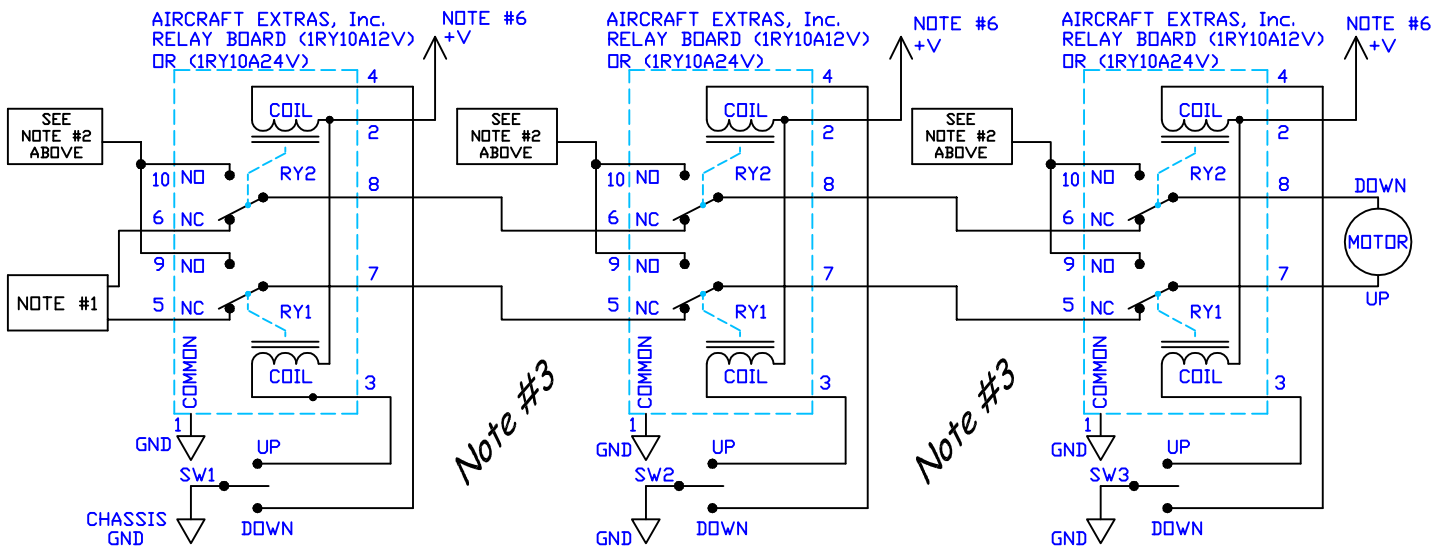 AIRCRAFT EXTRAS, Inc.
RELAY BOARD (1RY10A12V)
OR (1RY10A24V)
NOTE #6
+V
4
COIL
2
SEE
NOTE #2
ABOVE
10 NO
RY2
8
6 NC
9 NO
7
5 NC
RY1
NOTE #1
COMMON
COIL
3
1
GND
UP
SW1
CHASSIS
GND
DOWN
Note #3
AIRCRAFT EXTRAS, Inc.
RELAY BOARD (1RY10A12V)
OR (1RY10A24V)
NOTE #6
+V
4
COIL
2
SEE
NOTE #2
ABOVE
10 NO
RY2
8
6 NC
9 NO
7
5 NC
RY1
COMMON
COIL
3
1
GND
UP
SW2
GND
DOWN
Note #3
AIRCRAFT EXTRAS, Inc.
RELAY BOARD (1RY10A12V)
OR (1RY10A24V)
NOTE #6
+V
4
COIL
2
SEE
NOTE #2
ABOVE
10 NO
RY2
8
DOWN
6 NC
MOTOR
9 NO
7
UP
5 NC
RY1
COMMON
COIL
3
1
GND
UP
SW3
GND
DOWN